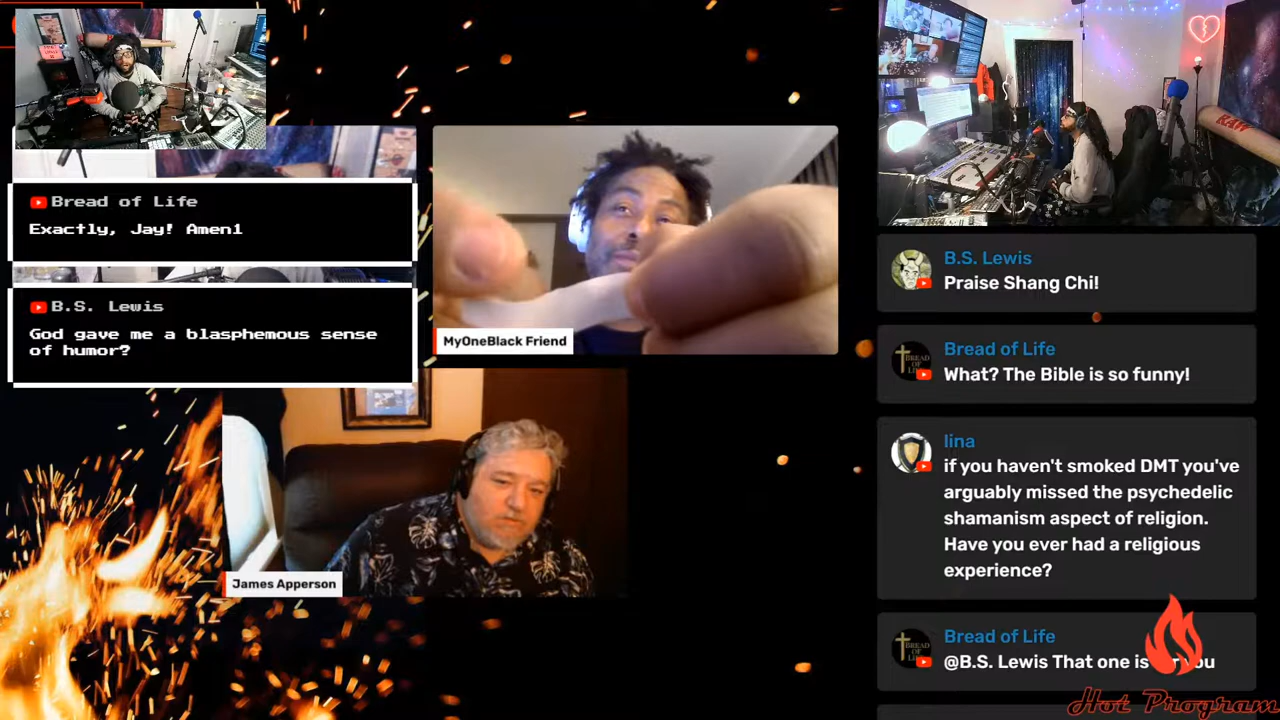 Bread of Life
Exactly, Jay! Amen1
B.S. Lewis
God gave me a blasphemous sense
of humor?
MyOneBlack Friend
James Apperson
RAW
B.S. Lewis
Praise Shang Chi!
Bread of Life
What? The Bible is so funny!
lina
if you haven't smoked DMT you've
arguably missed the psychedelic
shamanism aspect of religion.
Have you ever had a religious
experience?
Bread of Life
@B.S. Lewis That one is
Hot Program